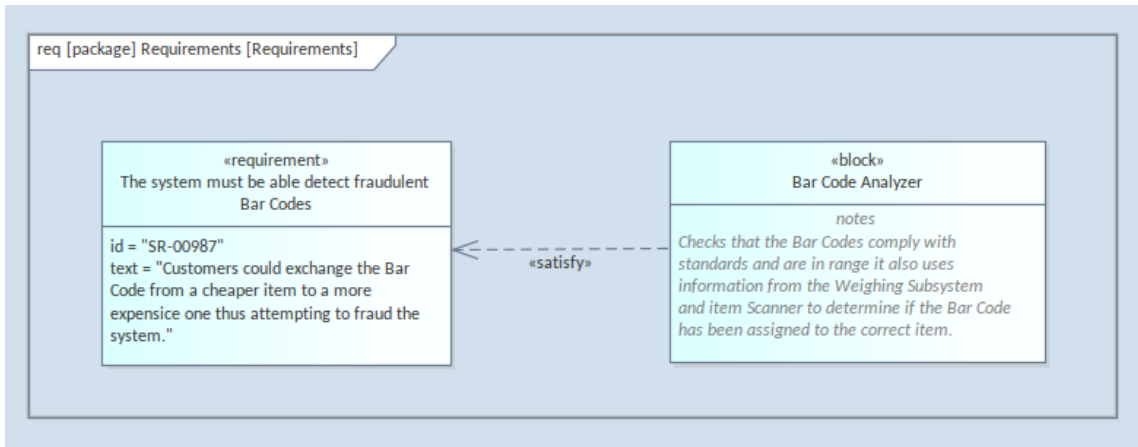 req [package] Requirements [Requirements]
«requirement»
The system must be able detect fraudulent
Bar Codes
id = "SR-00987"
text = "Customers could exchange the Bar
Code from a cheaper item to a more
expensice one thus attempting to fraud the
system."
«satisfy»
«block»
Bar Code Analyzer
notes
Checks that the Bar Codes comply with
standards and are in range it also uses
information from the Weighing Subsystem
and item Scanner to determine if the Bar Code
has been assigned to the correct item.